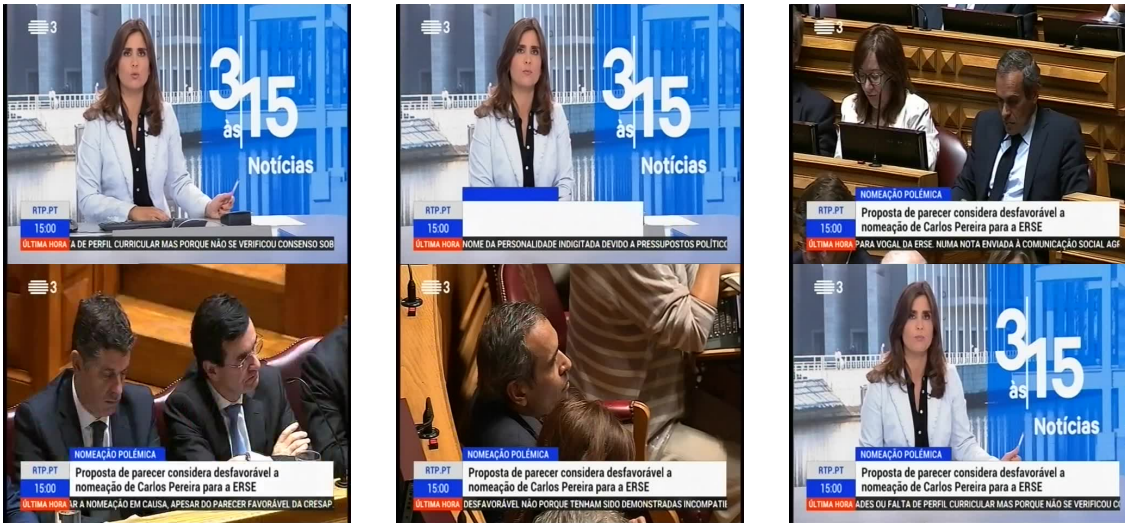 3
3
às
15
Notícias
RTP.PT
15:00
ÚLTIMA HORA
A DE PERFIL CURRICULAR MAS PORQUE NÃO SE VERIFICOU CONSENSO SOB
3
3
às
15
Notícias
RTP.PT
15:00
ÚLTIMA HORA
NOME DA PERSONALIDADE INDIGITADA DEVIDO A PRESSUPOSTOS POLÍTICO
3
NOMEAÇÃO POLÉMICA
RTP.PT
Proposta de parecer considera desfavorável a
15:00
nomeação de Carlos Pereira para a ERSE
ÚLTIMA HORA
PARA VOGAL DA ERSE. NUMA NOTA ENVIADA À COMUNICAÇÃO SOCIAL AGR
3
NOMEAÇÃO POLÉMICA
RTP.PT
Proposta de parecer considera desfavorável a
15:00
nomeação de Carlos Pereira para a ERSE
ÚLTIMA HORA
AR A NOMEAÇÃO EM CAUSA, APESAR DO PARECER FAVORÁVEL DA CRESAP.
3
NOMEAÇÃO POLÉMICA
RTP.PT
Proposta de parecer considera desfavorável a
15:00
nomeação de Carlos Pereira para a ERSE
ÚLTIMA HORA
DESFAVORÁVEL NÃO PORQUE TENHAM SIDO DEMONSTRADAS INCOMPATIE
3
3
às
15
Notícias
NOMEAÇÃO POLÉMICA
RTP.PT
Proposta de parecer considera desfavorável a
15:00
nomeação de Carlos Pereira para a ERSE
ÚLTIMA HORA
ADES OU FALTA DE PERFIL CURRICULAR MAS PORQUE NÃO SE VERIFICOU CO